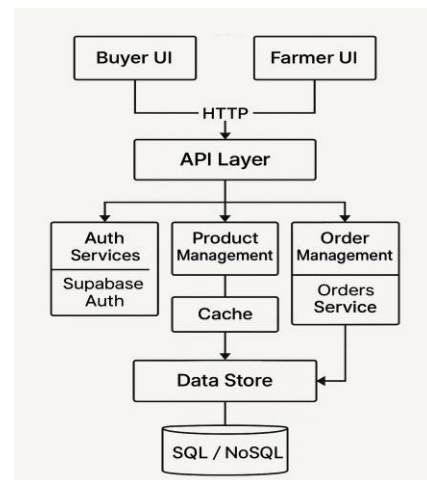 Buyer UI
Farmer UI
HTTP
API Layer
Auth
Services
Supabase
Auth
Product
Management
Cache
Order
Management
Orders
Service
Data Store
SQL / NoSQL